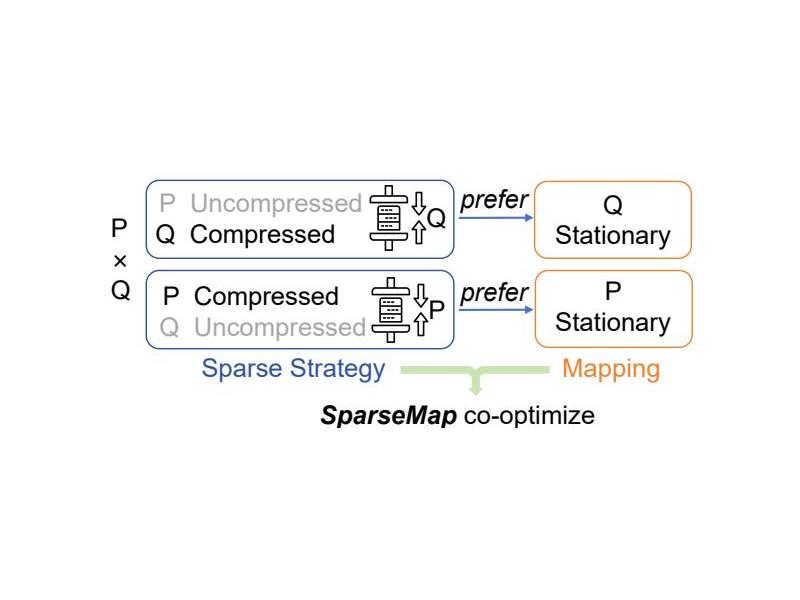 P
×
Q
P Uncompressed
Q Compressed
Q
prefer
Q
Stationary
P Compressed
Q Uncompressed
P
prefer
P
Stationary
Sparse Strategy
Mapping
SparseMap co-optimize